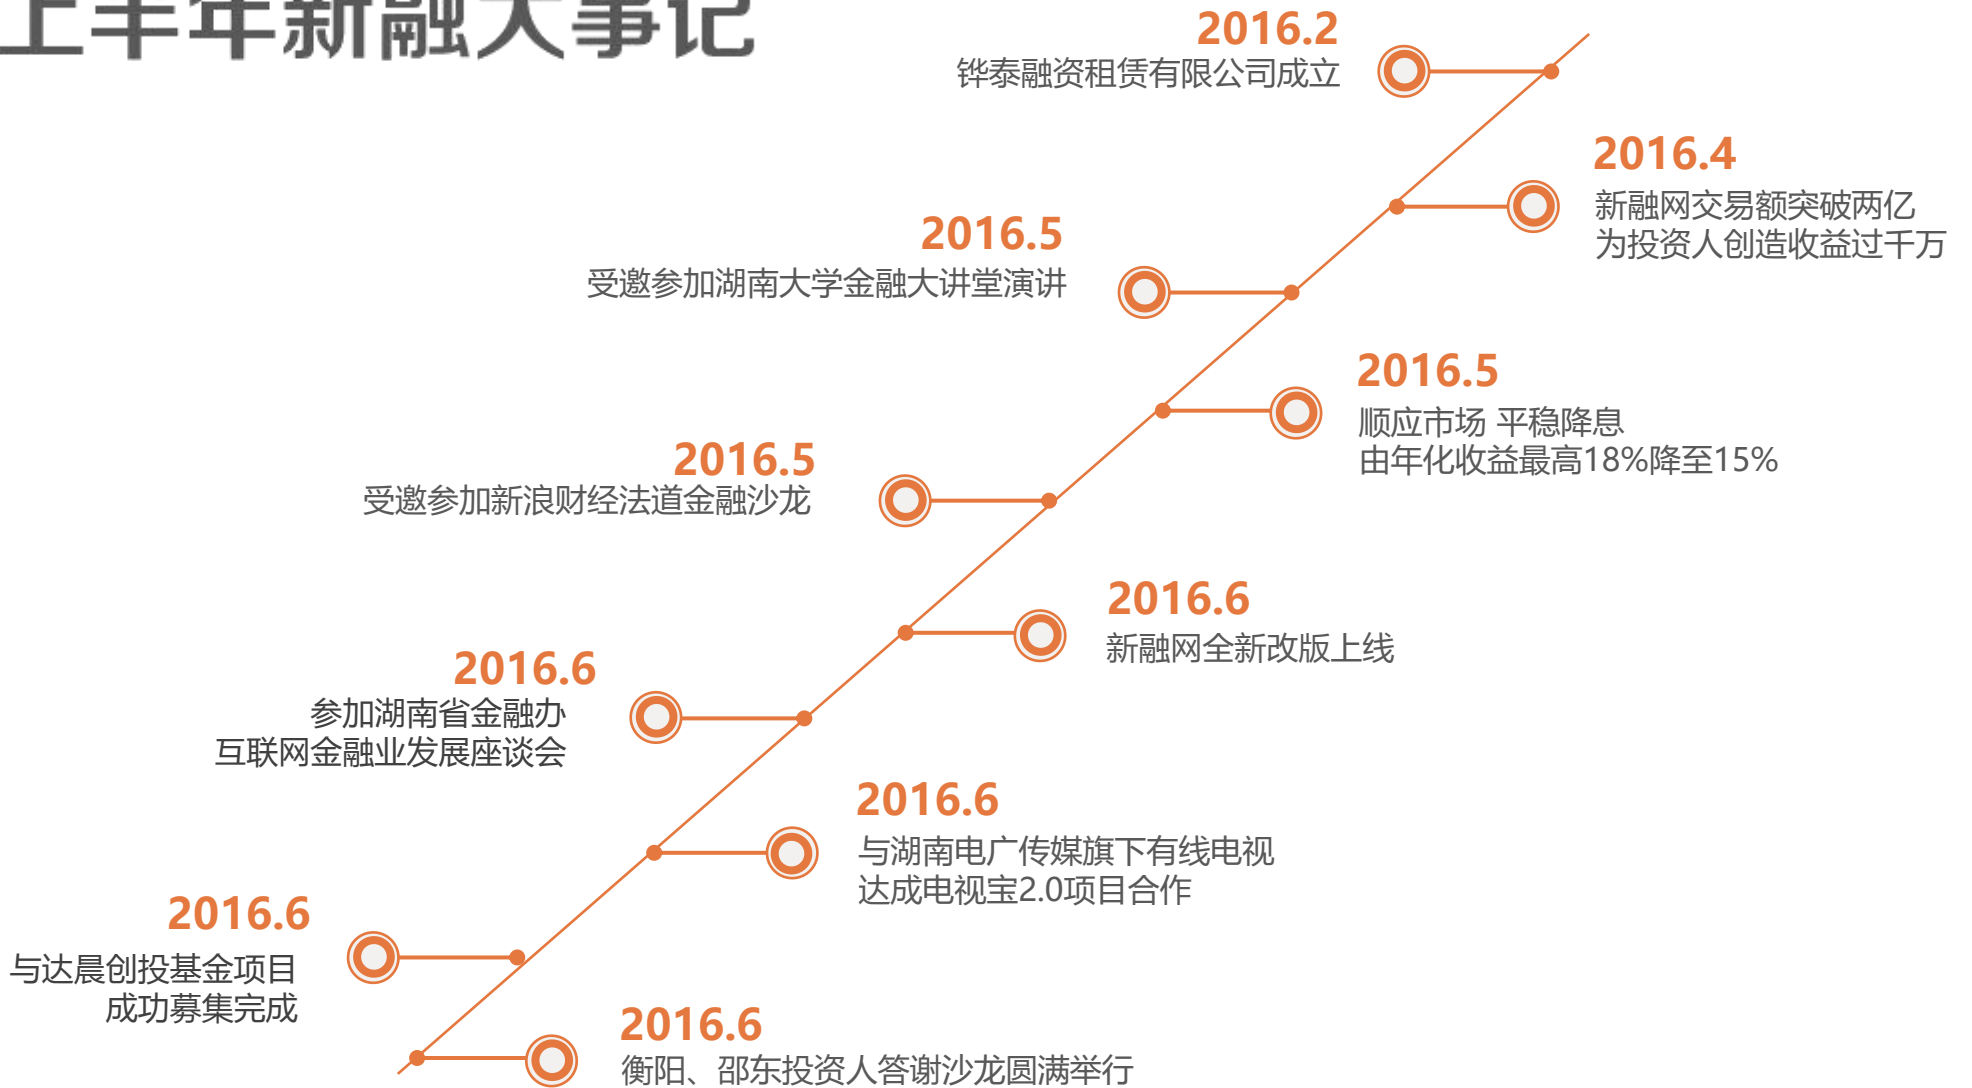 上半年新融大事记
2016.2
铧泰融资租赁有限公司成立
2016.4
新融网交易额突破两亿
为投资人创造收益过千万
2016.5
受邀参加湖南大学金融大讲堂演讲
2016.5
顺应市场 平稳降息
由年化收益最高18%降至15%
2016.5
受邀参加新浪财经法道金融沙龙
2016.6
新融网全新改版上线
2016.6
参加湖南省金融办
互联网金融业发展座谈会
2016.6
与湖南电广传媒旗下有线电视
达成电视宝2.0项目合作
2016.6
与达晨创投基金项目
成功募集完成
2016.6
衡阳、邵东投资人答谢沙龙圆满举行